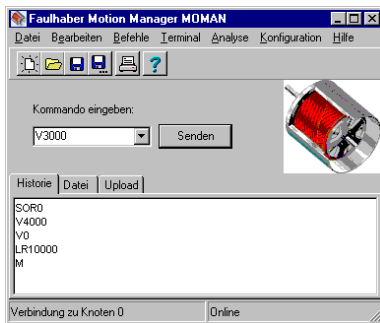 Faulhaber Motion Manager MOMAN
Datei Bearbeiten Befehle Terminal Analyse Konfiguration Hilfe
Kommando eingeben:
V3000 Senden
Historie Datei Upload
SOR0
V4000
V0
LR10000
M
Verbindung zu Knoten 0 Online